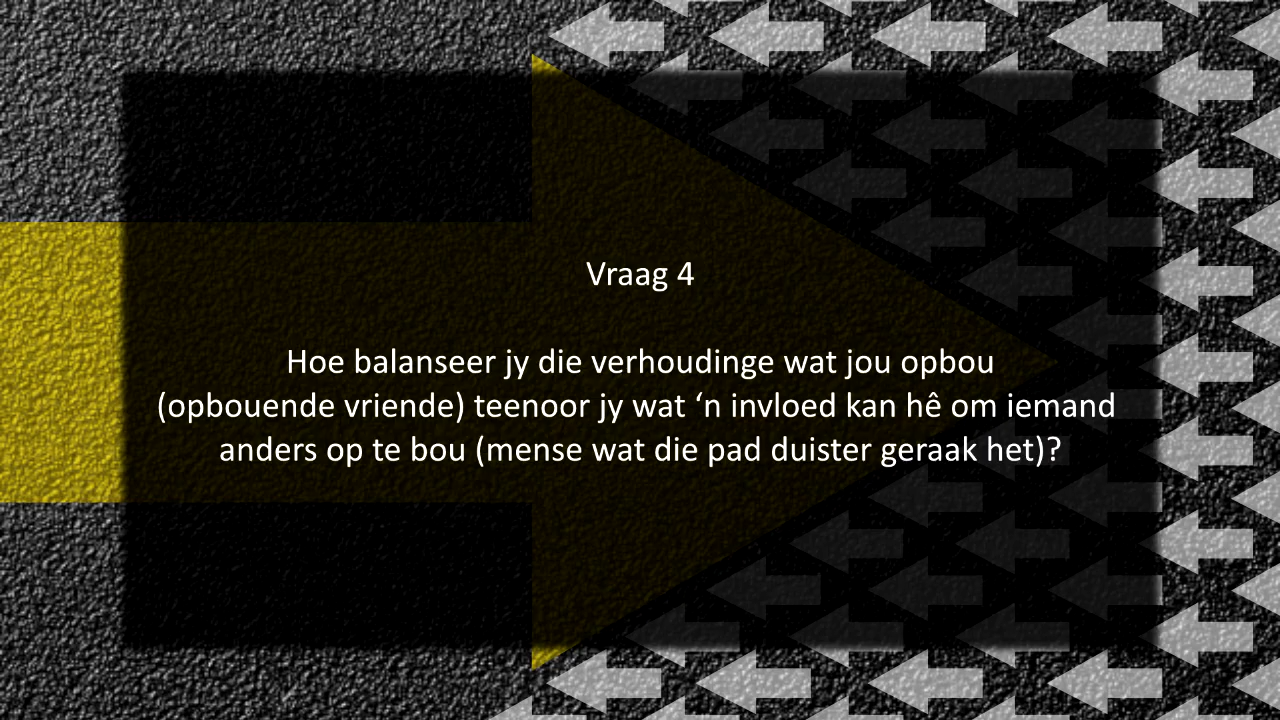 Vraag 4
Hoe balanseer jy die verhoudinge wat jou opbou
(opbouende vriende) teenoor jy wat ‘n invloed kan hê om iemand
anders op te bou (mense wat die pad duister geraak het)?